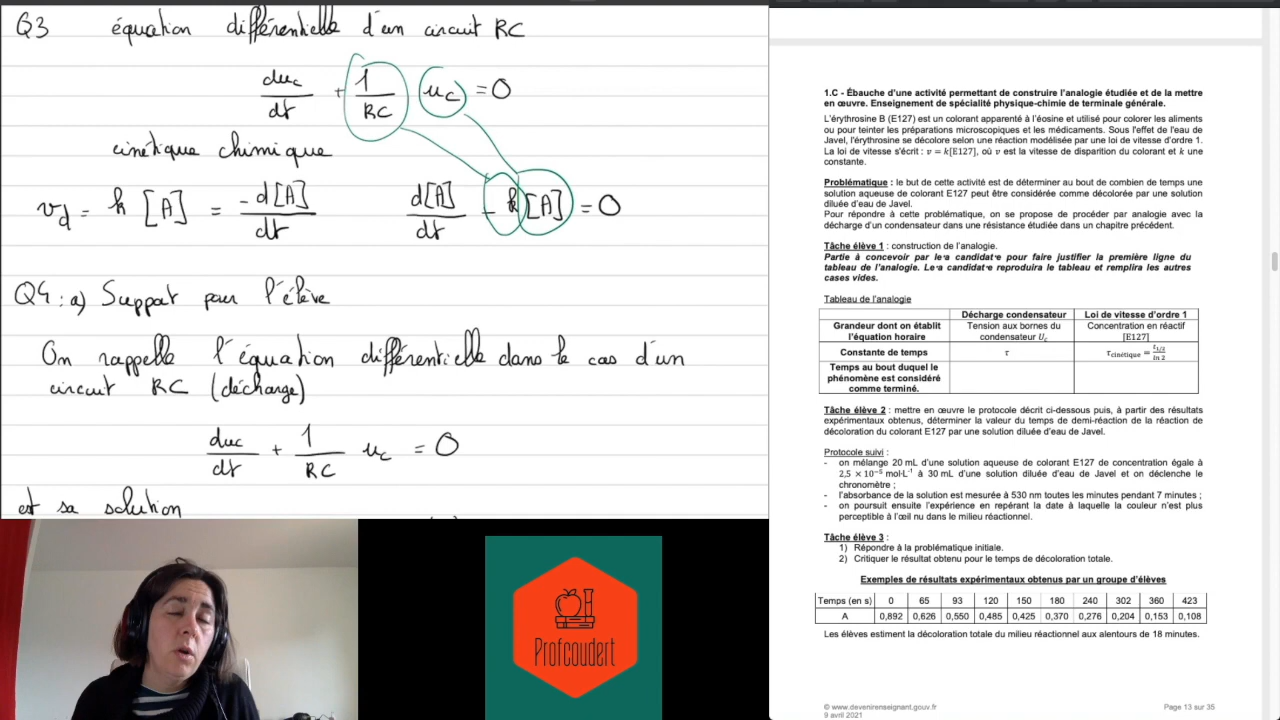 Q3 équation différentielle d'un circuit RC
duc/dt + 1/RC uc = 0
cinétique chimique
vd = k [A] = d[A]/dt    d[A]/dt - k [A] = 0
Q4 : a) Support pour l'élève
On rappelle l'équation différentielle dans le cas d'un
circuit RC (décharge)
duc/dt + 1/RC uc = 0
et sa solution
Profcoudert
1.C - Ébauche d'une activité permettant de construire l'analogie étudiée et de la mettre
en œuvre. Enseignement de spécialité physique-chimie de terminale générale.
L'érythrosine B (E127) est un colorant apparenté à l'éosine et utilisé pour colorer les aliments
ou pour teinter les préparations microscopiques et les médicaments. Sous l'effet de l'eau de
Javel, l'érythrosine se décolore selon une réaction modélisée par une loi de vitesse d'ordre 1.
La loi de vitesse s'écrit : v = k[E127], où v est la vitesse de disparition du colorant et k une
constante.
Problématique : le but de cette activité est de déterminer au bout de combien de temps une
solution aqueuse de colorant E127 peut être considérée comme décolorée par une solution
diluée d'eau de Javel.
Pour répondre à cette problématique, on se propose de procéder par analogie avec la
décharge d'un condensateur dans une résistance étudiée dans un chapitre précédent.
Tâche élève 1 : construction de l'analogie.
Partie à concevoir par le·a candidat·e pour faire justifier la première ligne du
tableau de l'analogie. Le·a candidat·e reproduira le tableau et remplira les autres
cases vides.
Tableau de l'analogie
Décharge condensateur Loi de vitesse d'ordre 1
Grandeur dont on établit l'équation horaire Tension aux bornes du condensateur Uc Concentration en réactif [E127]
Constante de temps τ τcinétique = t1/2/ln 2
Temps au bout duquel le
phénomène est considéré
comme terminé.
Tâche élève 2 : mettre en œuvre le protocole décrit ci-dessous puis, à partir des résultats
expérimentaux obtenus, déterminer la valeur du temps de demi-réaction de la réaction de
décoloration du colorant E127 par une solution diluée d'eau de Javel.
Protocole suivi :
- on mélange 20 mL d'une solution aqueuse de colorant E127 de concentration égale à
2,5 × 10⁻⁵ mol·L⁻¹ à 30 mL d'une solution diluée d'eau de Javel et on déclenche le
chronomètre ;
- l'absorbance de la solution est mesurée à 530 nm toutes les minutes pendant 7 minutes ;
- on poursuit ensuite l'expérience en repérant la date à laquelle la couleur n'est plus
perceptible à l'œil nu dans le milieu réactionnel.
Tâche élève 3 :
1) Répondre à la problématique initiale.
2) Critiquer le résultat obtenu pour le temps de décoloration totale.
Exemples de résultats expérimentaux obtenus par un groupe d'élèves
Temps (en s) 0 65 93 120 150 180 240 302 360 423
A 0,892 0,626 0,550 0,485 0,425 0,370 0,276 0,204 0,153 0,108
Les élèves estiment la décoloration totale du milieu réactionnel aux alentours de 18 minutes.
© www.devenirenseignant.gouv.fr Page 13 sur 35
9 avril 2021